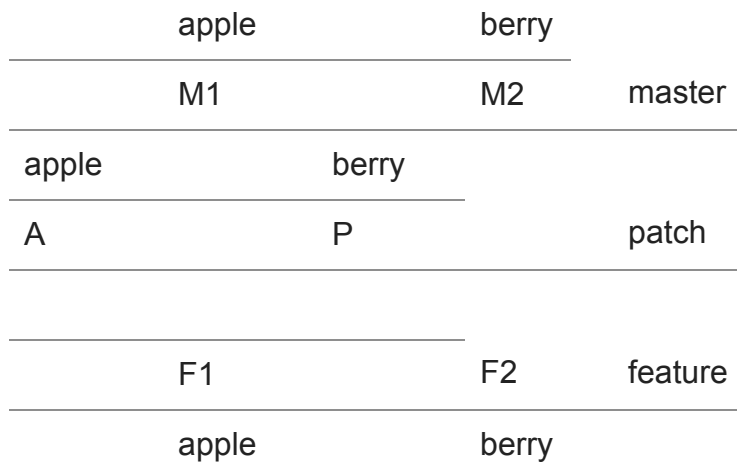 apple berry
M1 M2 master
apple berry
A P patch
F1 F2 feature
apple berry